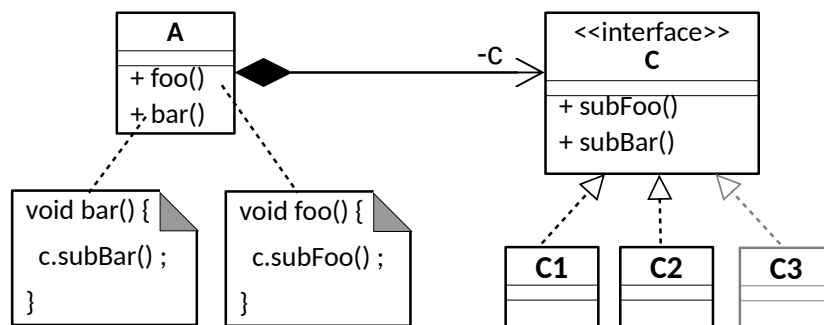 A
+ foo()
+ bar()
-c
<<interface>>
C
+ subFoo()
+ subBar()
void bar() {
c.subBar() ;
}
void foo() {
c.subFoo() ;
}
C1
C2
C3